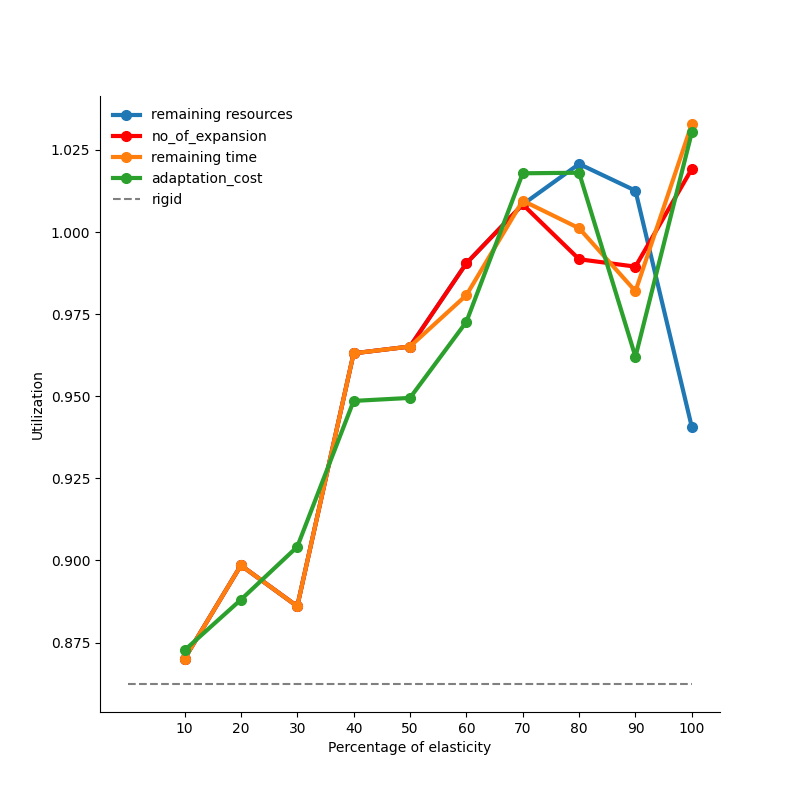 remaining resources
no_of_expansion
remaining time
adaptation_cost
rigid
1.025
1.000
0.975
0.950
0.925
0.900
0.875
Utilization
10 20 30 40 50 60 70 80 90 100
Percentage of elasticity